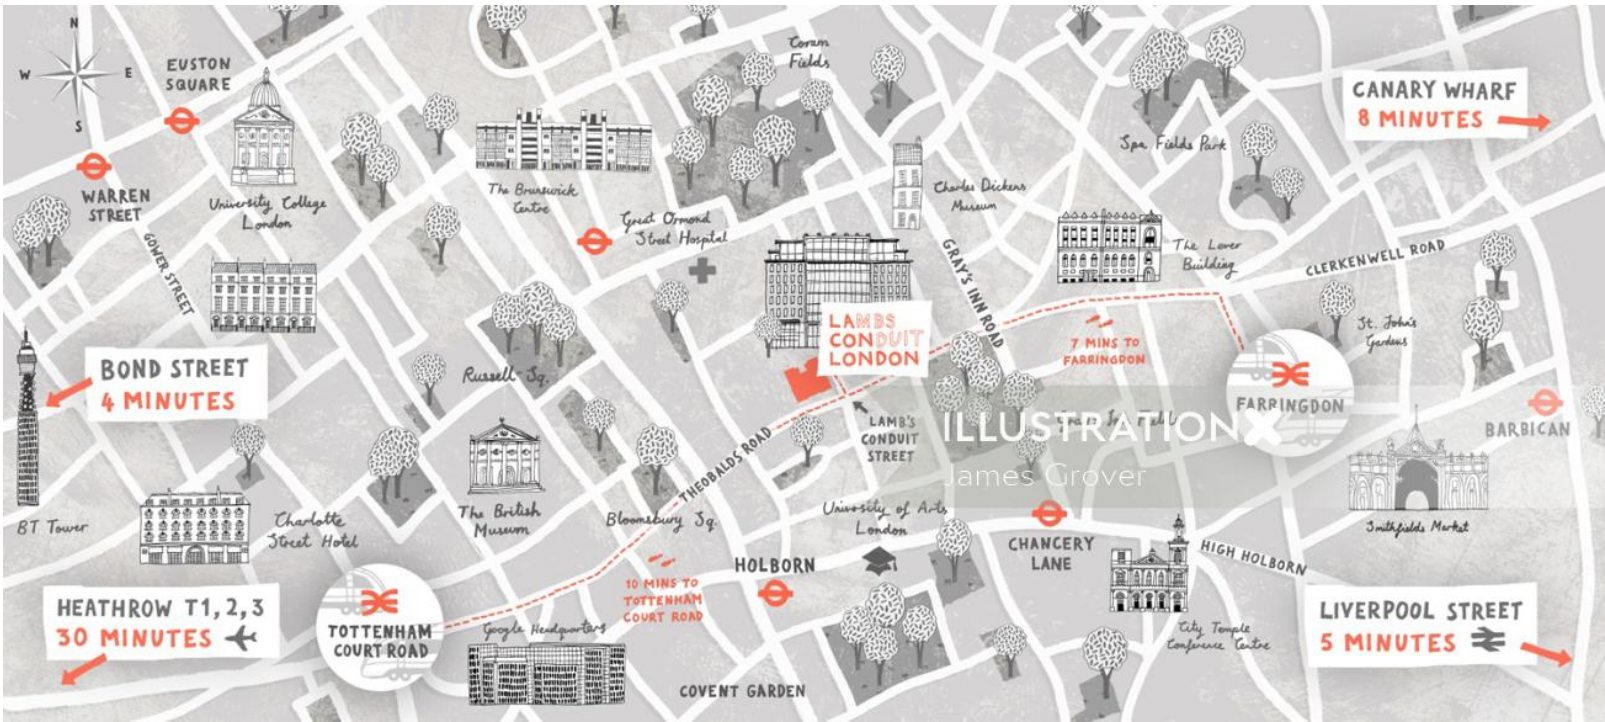 N
W
E
S
EUSTON
SQUARE
WARREN
STREET
University College
London
GOWER STREET
The Brunswick
Centre
Coram
Fields
Great Ormond
Street Hospital
Charles Dickens
Museum
Spa Fields Park
CANARY WHARF
8 MINUTES
GRAY'S INN ROAD
The Laver
Building
CLERKENWELL ROAD
St. John's
Gardens
BOND STREET
4 MINUTES
Russell Sq.
LAMBS
CONDUIT
LONDON
7 MINS TO
FARRINGDON
FARRINGDON
BARBICAN
LAMB'S
CONDUIT
STREET
ILLUSTRATIONX
James Grover
THEOBALDS ROAD
BT Tower
Charlotte
Street Hotel
The British
Museum
Bloomsbury Sq.
University of Arts
London
Smithfields Market
CHANCERY
LANE
HIGH HOLBORN
HOLBORN
10 MINS TO
TOTTENHAM
COURT ROAD
HEATHROW T1,2,3
30 MINUTES
TOTTENHAM
COURT ROAD
Google Headquarters
COVENT GARDEN
City Temple
Conference Centre
LIVERPOOL STREET
5 MINUTES